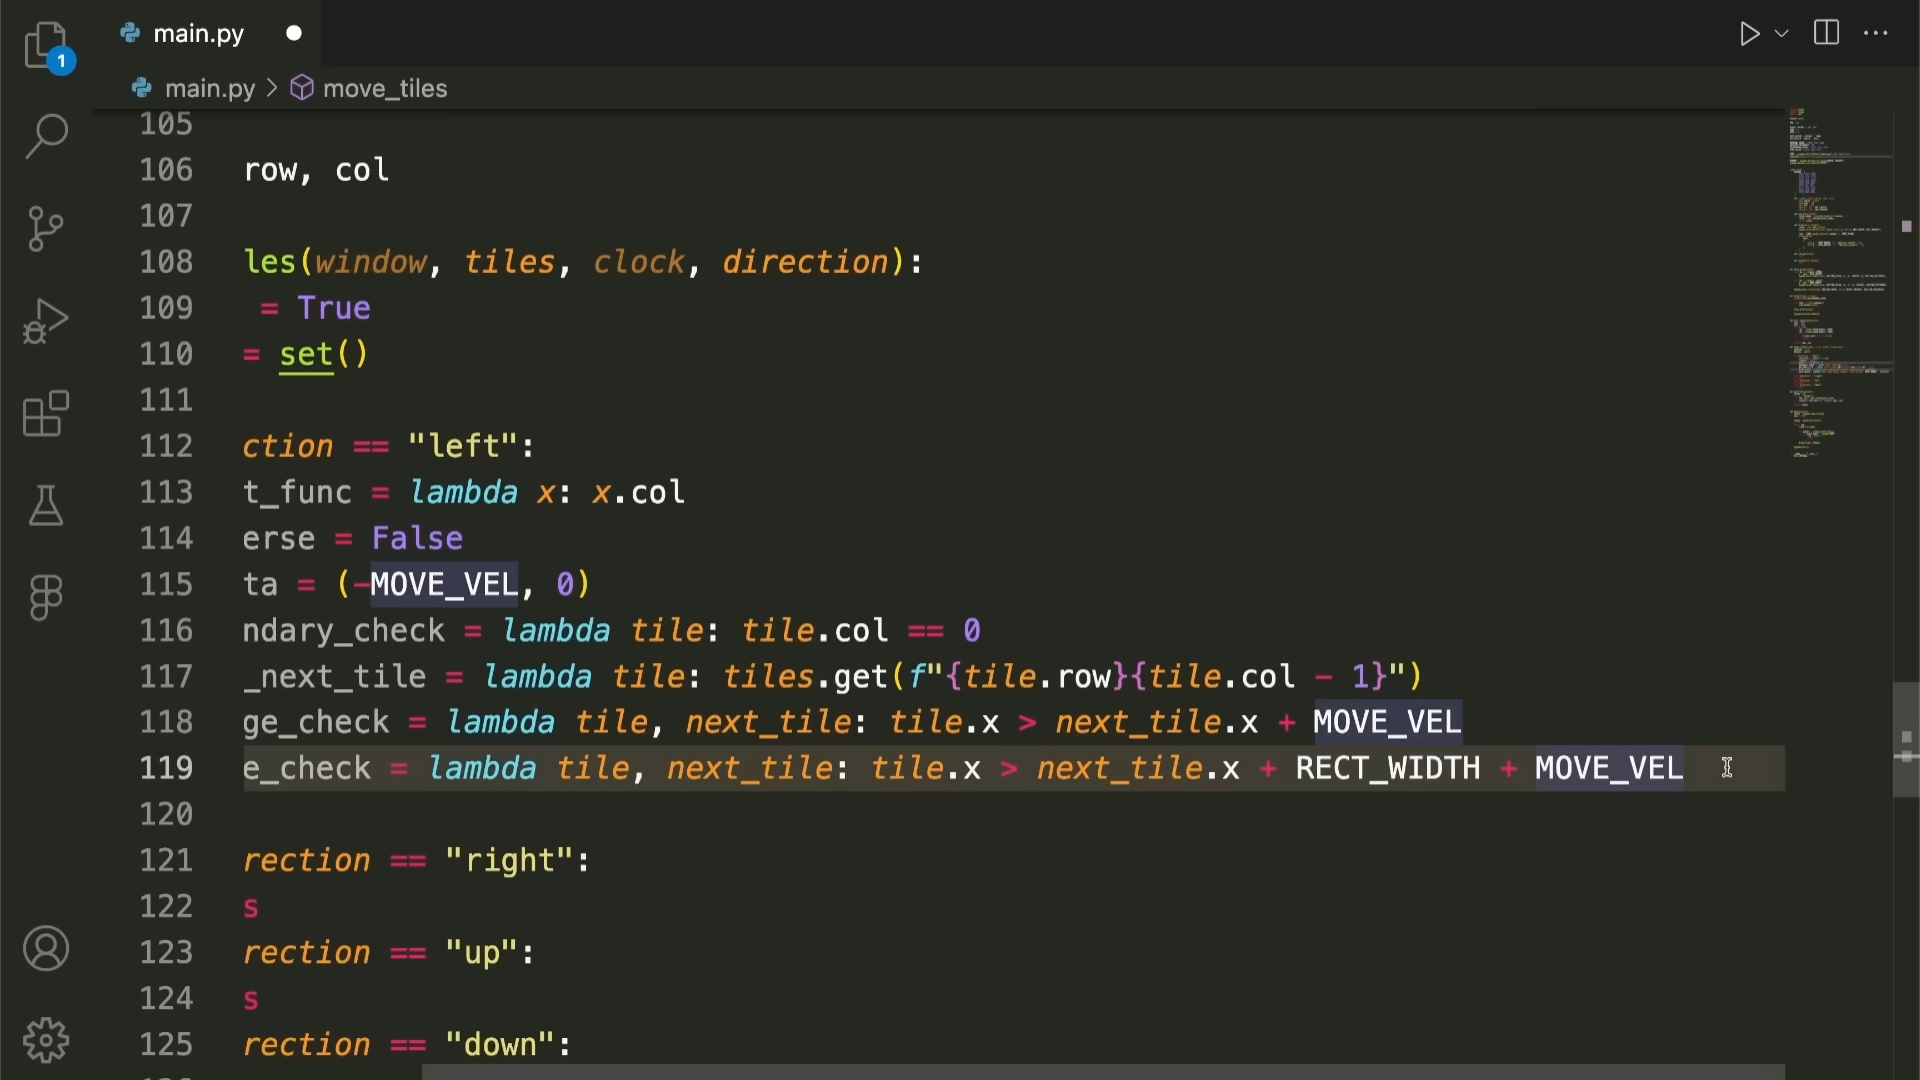 main.py
1
main.py > move_tiles
105
106 row, col
107
108 les(window, tiles, clock, direction):
109 = True
110 = set()
111
112 ction == "left":
113 t_func = lambda x: x.col
114 erse = False
115 ta = (-MOVE_VEL, 0)
116 ndary_check = lambda tile: tile.col == 0
117 _next_tile = lambda tile: tiles.get(f"{tile.row}{tile.col - 1}")
118 ge_check = lambda tile, next_tile: tile.x > next_tile.x + MOVE_VEL
119 e_check = lambda tile, next_tile: tile.x > next_tile.x + RECT_WIDTH + MOVE_VEL
120
121 rection == "right":
122 s
123 rection == "up":
124 s
125 rection == "down":